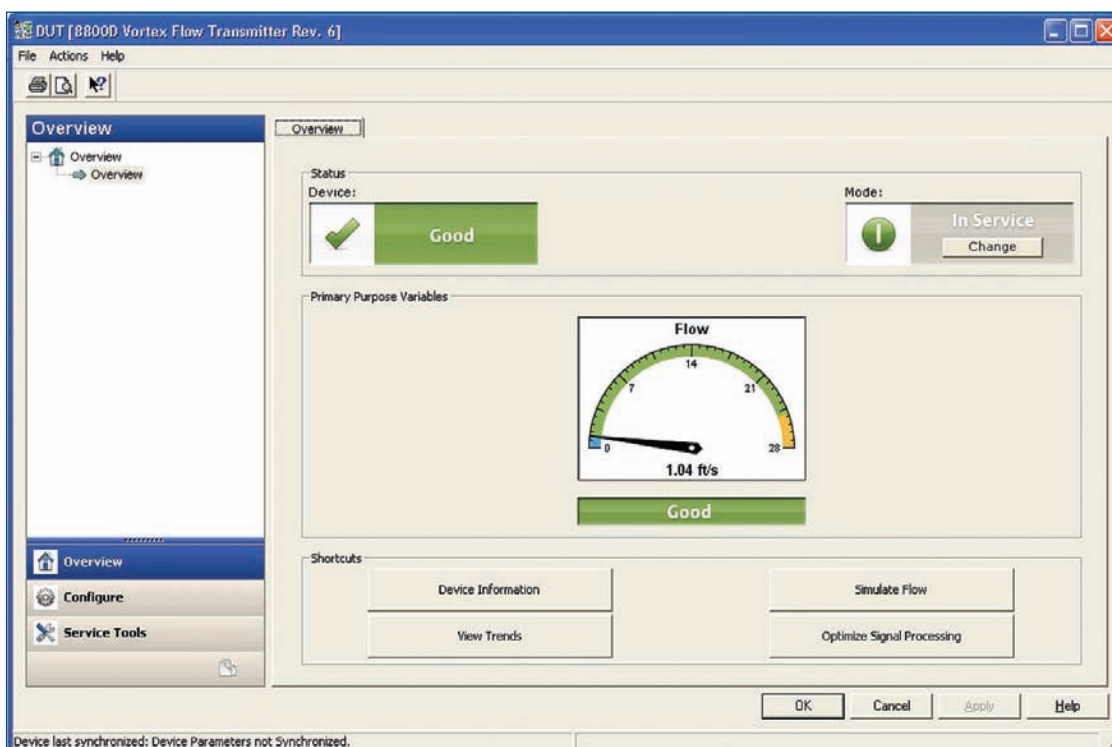 DUT [8800D Vortex Flow Transmitter Rev. 6]
File Actions Help
Overview
Overview
Overview
Overview
Configure
Service Tools
Overview
Status
Device:
Good
Mode:
In Service
Change
Primary Purpose Variables
Flow
0 7 14 21 28
1.04 ft/s
Good
Shortcuts
Device Information
Simulate Flow
View Trends
Optimize Signal Processing
OK Cancel Apply Help
Device last synchronized: Device Parameters not Synchronized.